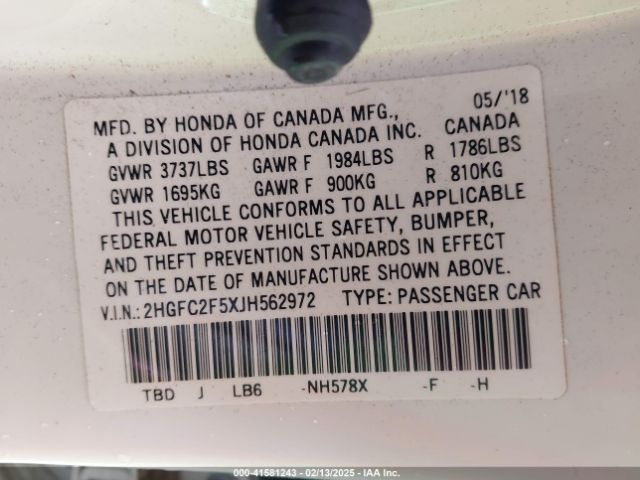 05/'18
MFD. BY HONDA OF CANADA MFG.,
A DIVISION OF HONDA CANADA INC. CANADA
GVWR 3737LBS GAWR F 1984LBS R 1786LBS
GVWR 1695KG GAWR F 900KG R 810KG
THIS VEHICLE CONFORMS TO ALL APPLICABLE
FEDERAL MOTOR VEHICLE SAFETY, BUMPER,
AND THEFT PREVENTION STANDARDS IN EFFECT
ON THE DATE OF MANUFACTURE SHOWN ABOVE.
V.I.N.: 2HGFC2F5XJH562972 TYPE: PASSENGER CAR
TBD J LB6 -NH578X -F -H
000-41581243 - 02/13/2025 - IAA Inc.